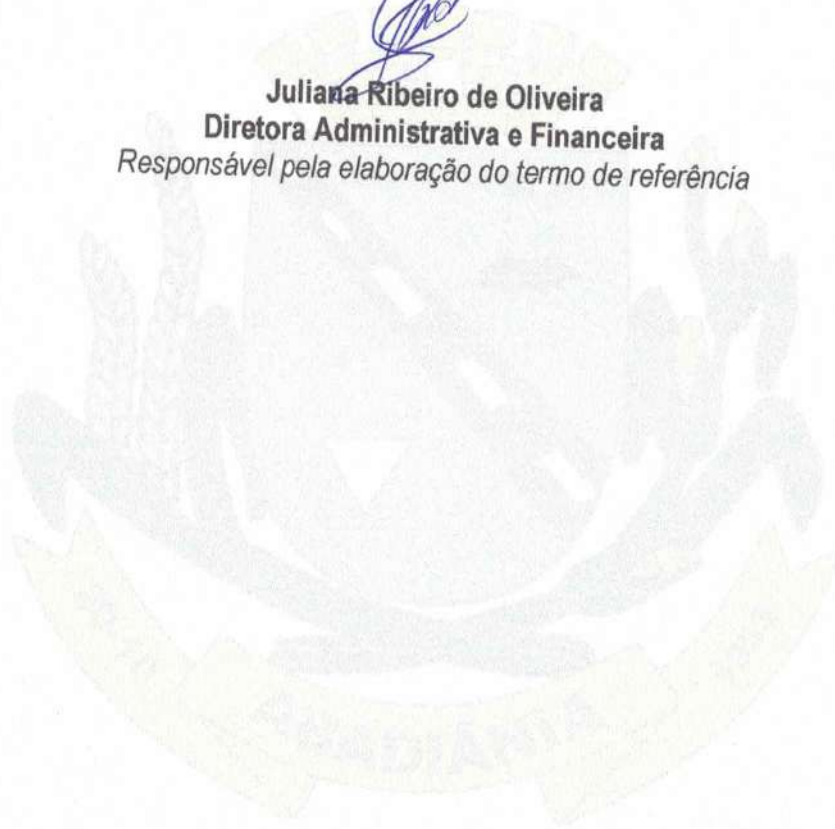 Juliana Ribeiro de Oliveira
Diretora Administrativa e Financeira
Responsável pela elaboração do termo de referência